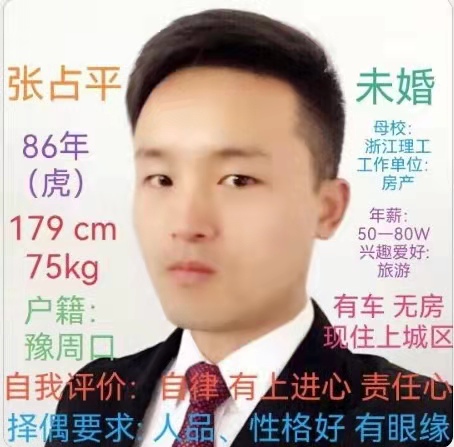 张占平
未婚
86年
(虎)
母校:
浙江理工
工作单位:
房产
179 cm
75kg
年薪:
50—80W
兴趣爱好:
旅游
户籍:
豫周口
有车 无房
现住上城区
自我评价: 自律 有上进心 责任心
择偶要求: 人品、性格好 有眼缘